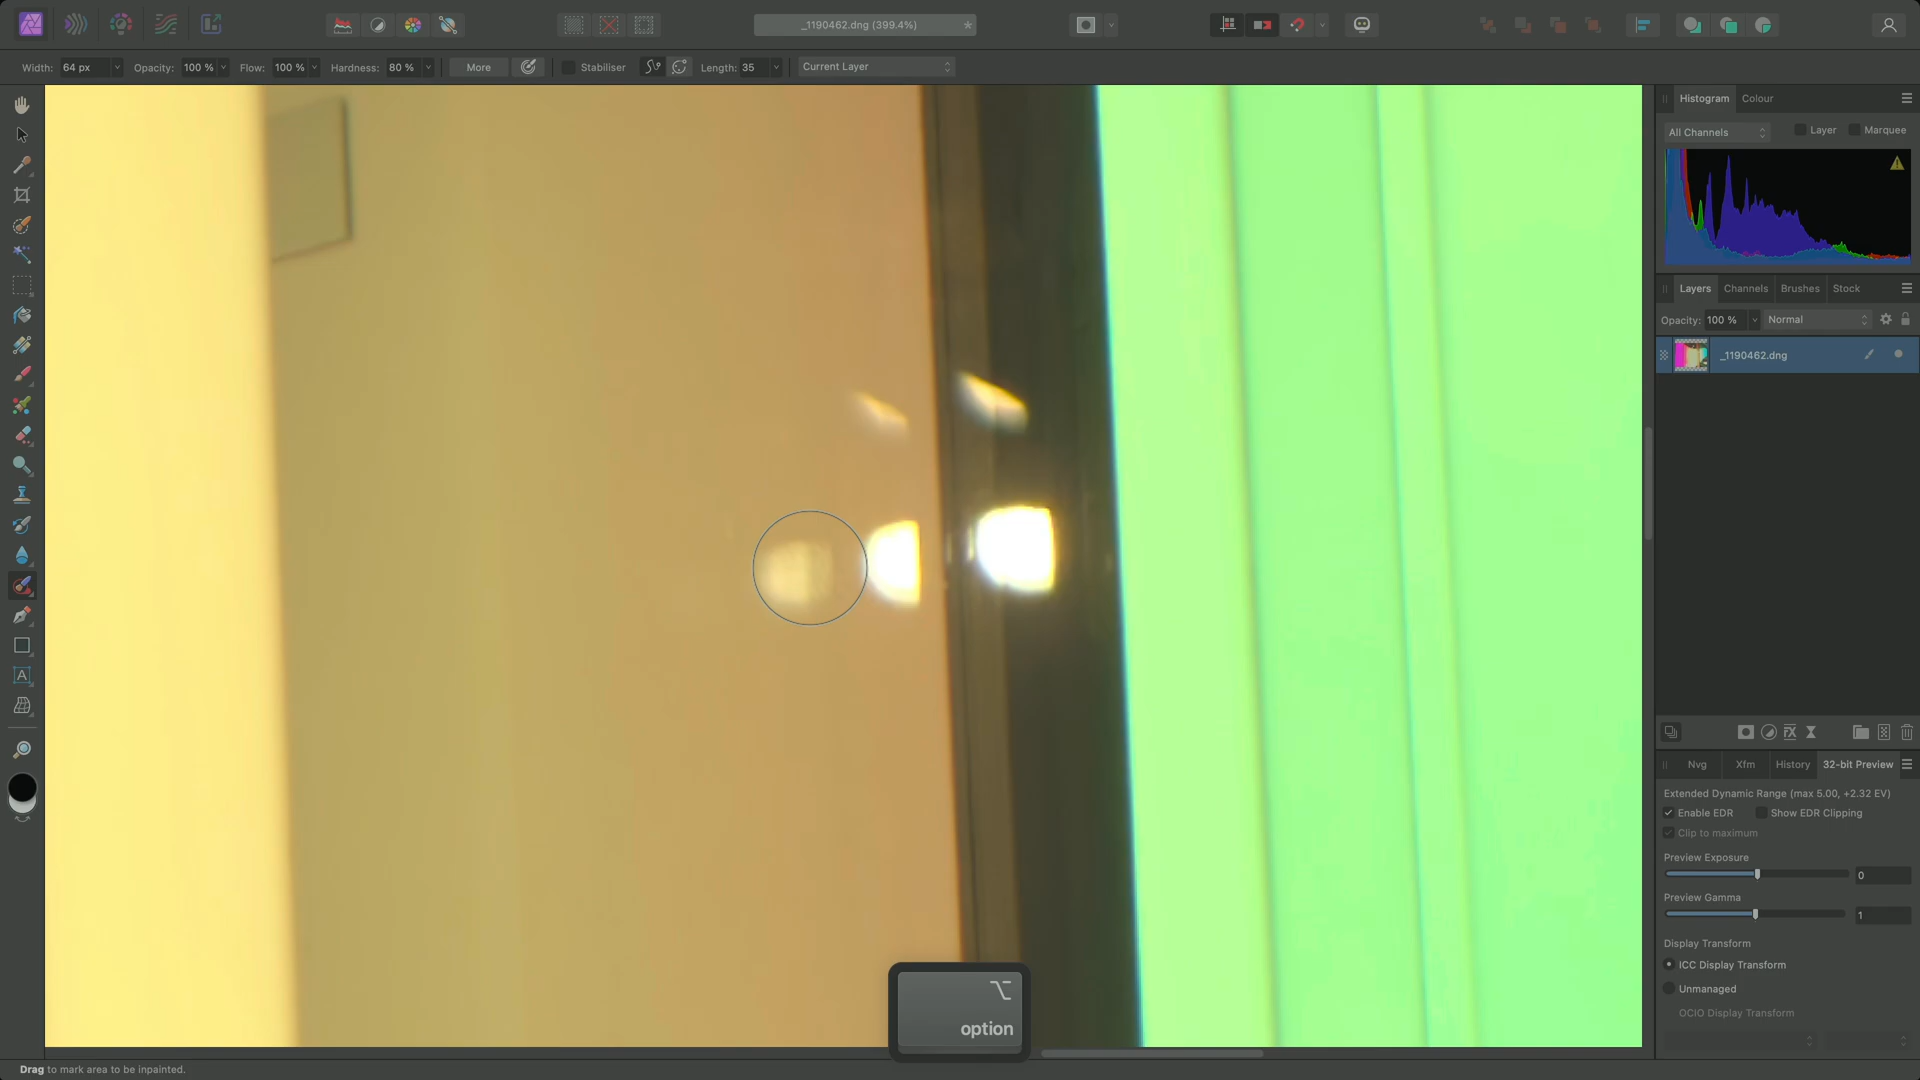 _1190462.dng (399.4%)
Width: 64 px
Opacity: 100 %
Flow: 100 %
Hardness: 80 %
More
Stabiliser
Length: 35
Current Layer
Histogram
Colour
All Channels
Layer
Marquee
Layers
Channels
Brushes
Stock
Opacity: 100 %
Normal
_1190462.dng
Nvg
Xfm
History
32-bit Preview
Extended Dynamic Range (max 5.00, +2.32 EV)
Enable EDR
Show EDR Clipping
Clip to maximum
Preview Exposure
0
Preview Gamma
1
Display Transform
ICC Display Transform
Unmanaged
OCIO Display Transform
option
Drag to mark area to be inpainted.